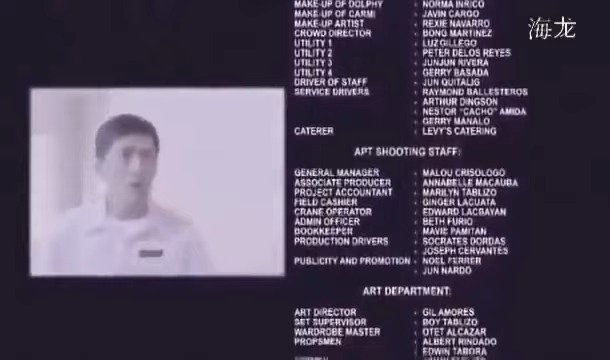 海龙
MAKE-UP OF DOLPHY - NORMA INRICO
MAKE-UP OF CARMI - JAVIN CARGO
MAKE-UP ARTIST - REXIE NAVARRO
CROWD DIRECTOR - BONG MARTINEZ
UTILITY 1 - LUZ GILLEGO
UTILITY 2 - PETER DELOS REYES
UTILITY 3 - JUNJUN RIVERA
UTILITY 4 - GERRY BASADA
DRIVER OF STAFF - JUN QUITALIG
SERVICE DRIVERS - RAYMOND BALLESTEROS
- ARTHUR DINGSON
- NESTOR "CACHO" AMIDA
- GERRY MANALO
CATERER - LEVY'S CATERING
APT SHOOTING STAFF:
GENERAL MANAGER - MALOU CRISOLOGO
ASSOCIATE PRODUCER - ANNABELLE MACAUBA
PROJECT ACCOUNTANT - MARILYN TABLIZO
FIELD CASHIER - GINGER LACUATA
CRANE OPERATOR - EDWARD LACBAYAN
ADMIN OFFICER - BETH FURIO
BOOKKEEPER - MAVIE PAMITAN
PRODUCTION DRIVERS - SOCRATES DORDAS
- JOSEPH CERVANTES
PUBLICITY AND PROMOTION - NOEL FERRER
- JUN NARDO
ART DEPARTMENT:
ART DIRECTOR - GIL AMORES
SET SUPERVISOR - BOY TABLIZO
WARDROBE MASTER - OTET ALCAZAR
PROPSMEN - ALBERT RINDADO
EDWIN TABORA